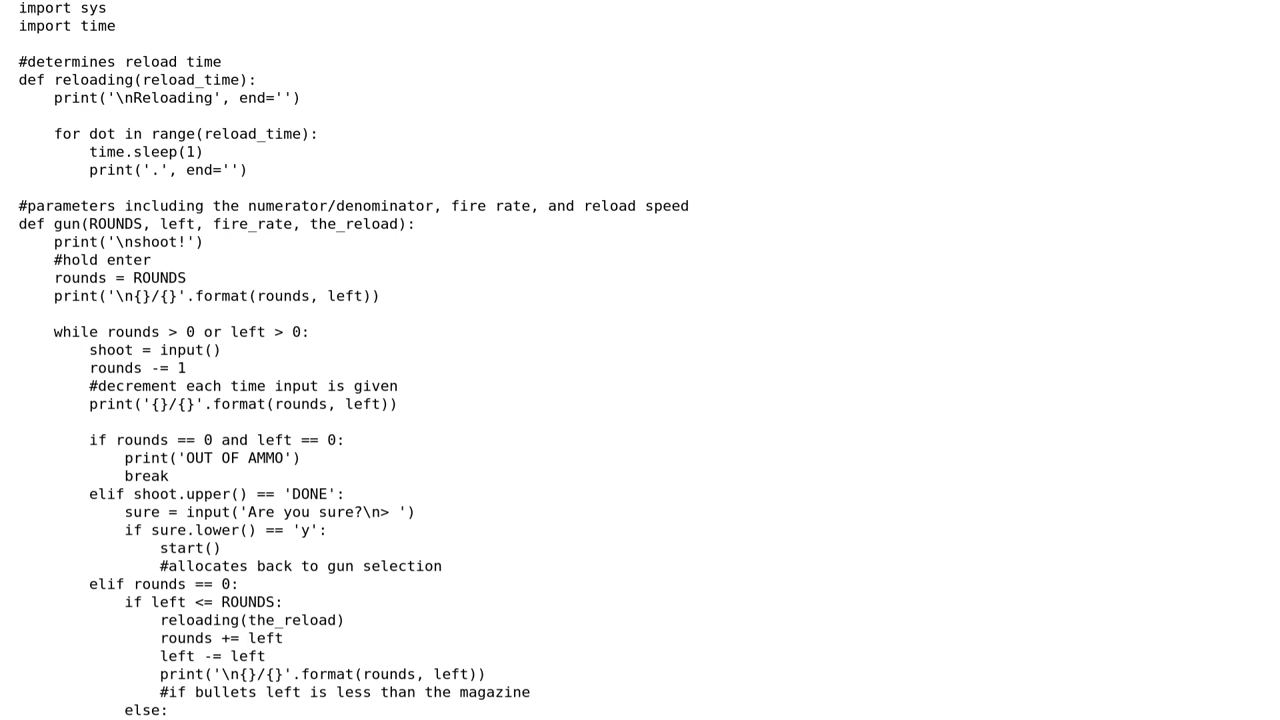 import sys
import time

#determines reload time
def reloading(reload_time):
    print('\nReloading', end='')

    for dot in range(reload_time):
        time.sleep(1)
        print('.', end='')

#parameters including the numerator/denominator, fire rate, and reload speed
def gun(ROUNDS, left, fire_rate, the_reload):
    print('\nshoot!')
    #hold enter
    rounds = ROUNDS
    print('\n{}/{}'.format(rounds, left))

    while rounds > 0 or left > 0:
        shoot = input()
        rounds -= 1
        #decrement each time input is given
        print('{}/{}'.format(rounds, left))

        if rounds == 0 and left == 0:
            print('OUT OF AMMO')
            break
        elif shoot.upper() == 'DONE':
            sure = input('Are you sure?\n> ')
            if sure.lower() == 'y':
                start()
                #allocates back to gun selection
        elif rounds == 0:
            if left <= ROUNDS:
                reloading(the_reload)
                rounds += left
                left -= left
                print('\n{}/{}'.format(rounds, left))
                #if bullets left is less than the magazine
            else: